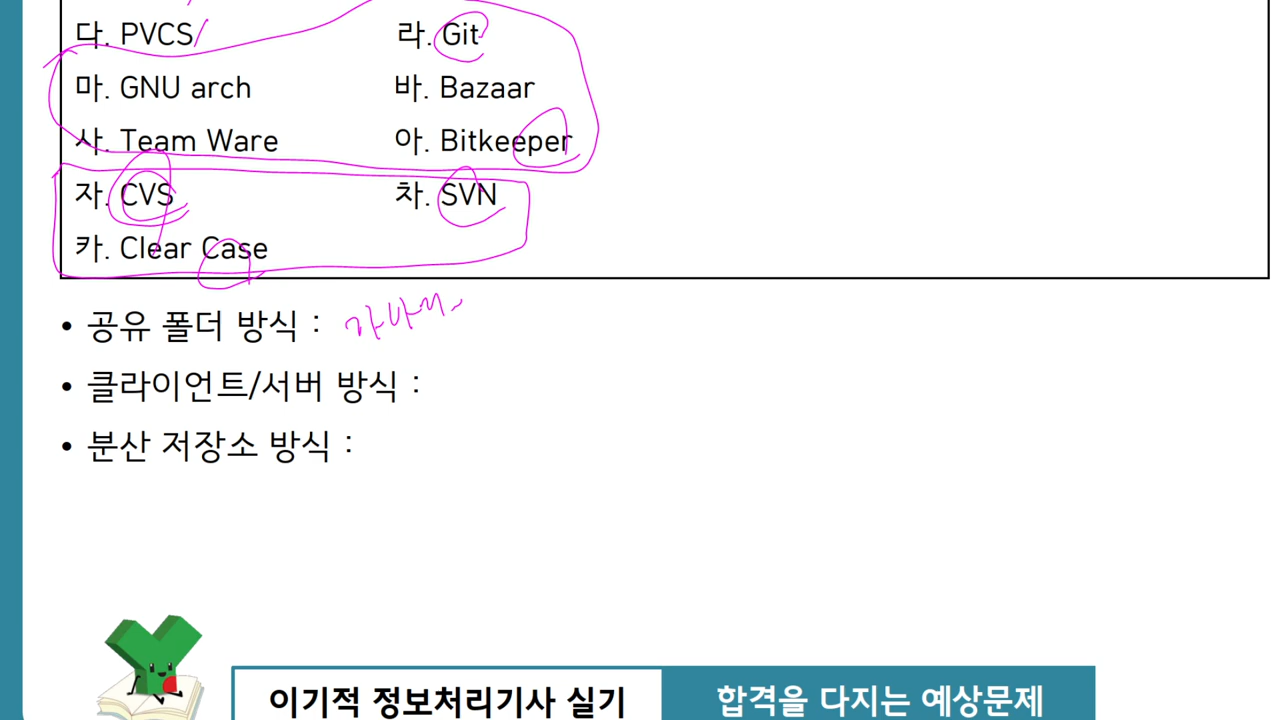 다. PVCS 라. Git
마. GNU arch 바. Bazaar
사. Team Ware 아. Bitkeeper
자. CVS 차. SVN
카. Clear Case
• 공유 폴더 방식 :
• 클라이언트/서버 방식 :
• 분산 저장소 방식 :
이기적 정보처리기사 실기 합격을 다지는 예상문제